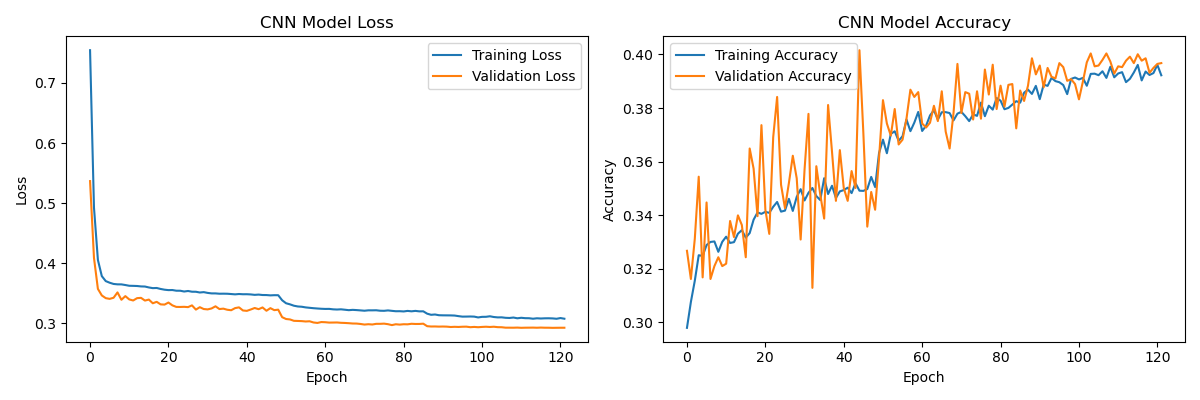 CNN Model Loss
Training Loss
Validation Loss
0.7
0.6
0.5
0.4
0.3
Loss
0 20 40 60 80 100 120
Epoch
CNN Model Accuracy
Training Accuracy
Validation Accuracy
0.40
0.38
0.36
0.34
0.32
0.30
Accuracy
0 20 40 60 80 100 120
Epoch